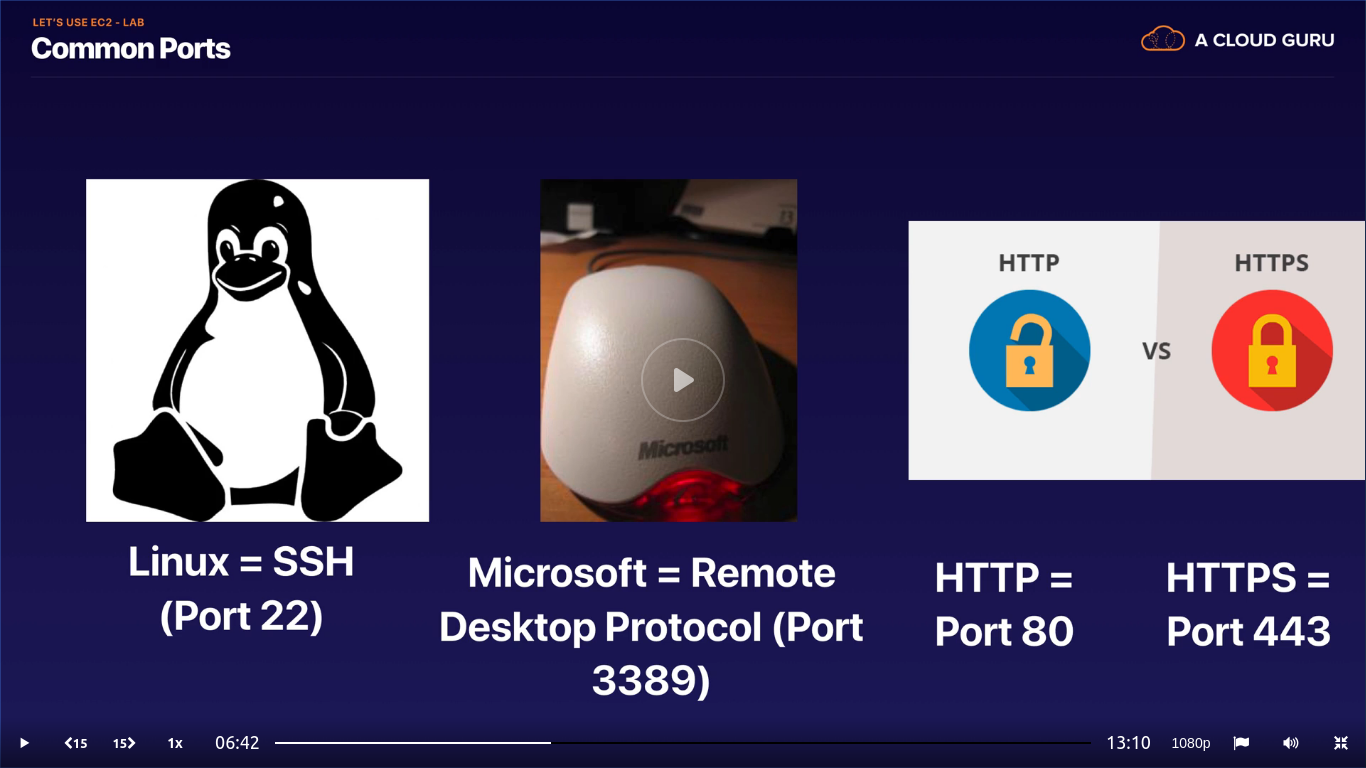 LET'S USE EC2 - LAB
Common Ports
A CLOUD GURU
13
Microsoft
HTTP
VS
HTTPS
Linux = SSH
(Port 22)
Microsoft = Remote
Desktop Protocol (Port
3389)
HTTP =
Port 80
HTTPS =
Port 443
15
15
1x
06:42
13:10
1080p